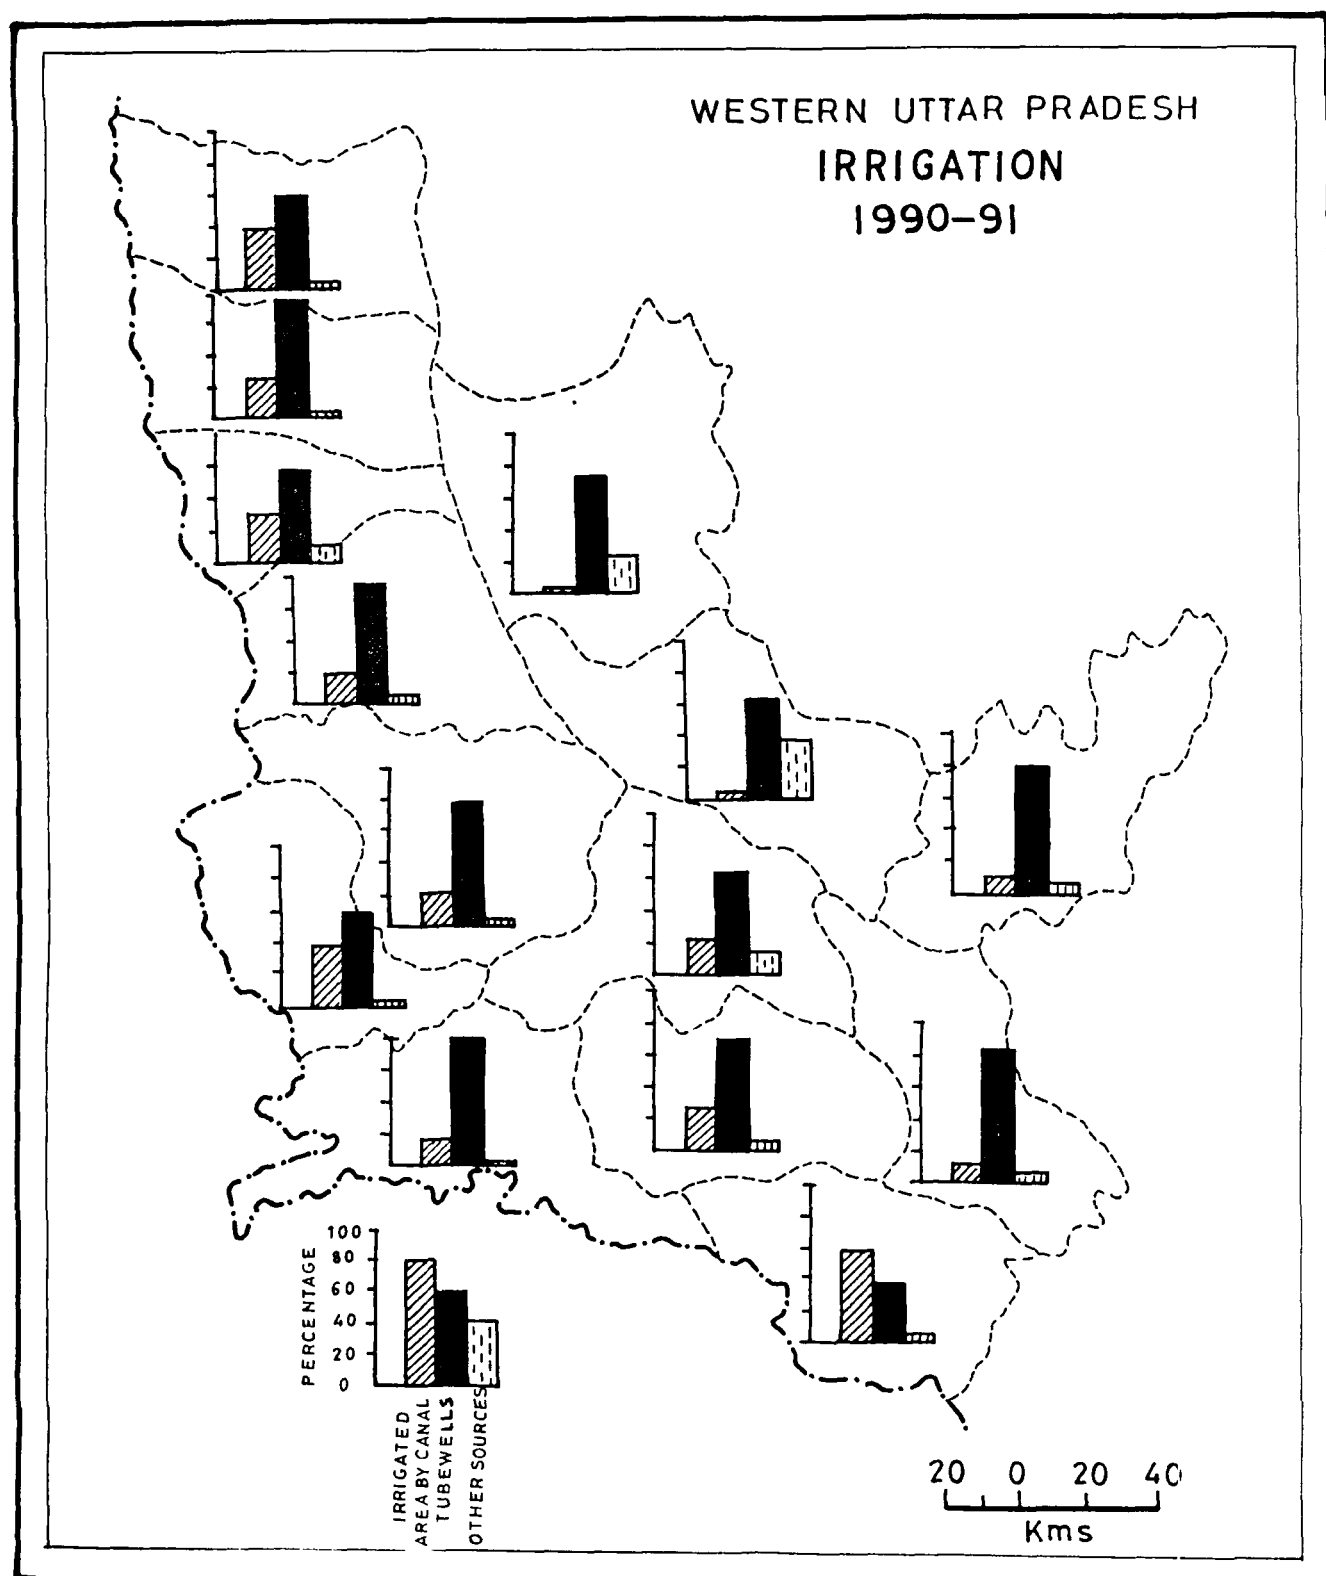 WESTERN UTTAR PRADESH
IRRIGATION
1990-91
PERCENTAGE
100
80
60
40
20
0
IRRIGATED
AREA BY CANAL
TUBEWELLS
OTHER SOURCES
20 0 20 40
Kms